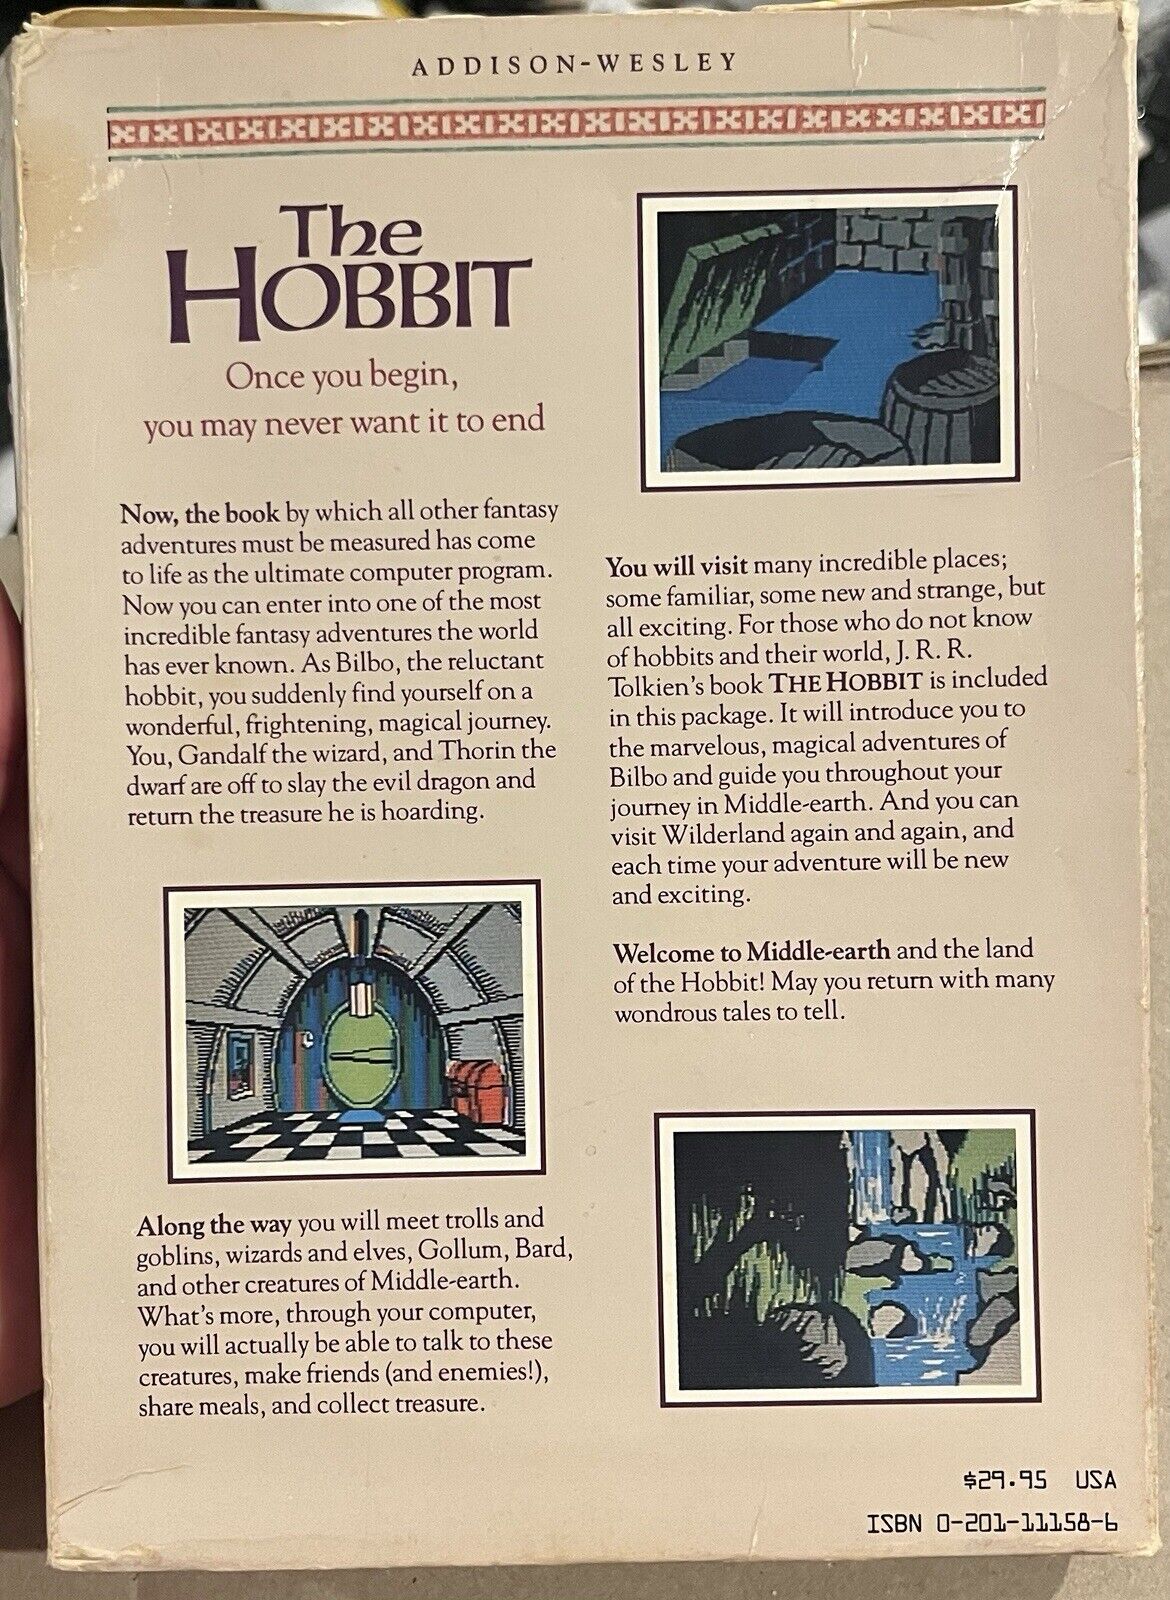 ADDISON-WESLEY
The
HOBBIT
Once you begin,
you may never want it to end
Now, the book by which all other fantasy
adventures must be measured has come
to life as the ultimate computer program.
Now you can enter into one of the most
incredible fantasy adventures the world
has ever known. As Bilbo, the reluctant
hobbit, you suddenly find yourself on a
wonderful, frightening, magical journey.
You, Gandalf the wizard, and Thorin the
dwarf are off to slay the evil dragon and
return the treasure he is hoarding.
Along the way you will meet trolls and
goblins, wizards and elves, Gollum, Bard,
and other creatures of Middle-earth.
What's more, through your computer,
you will actually be able to talk to these
creatures, make friends (and enemies!),
share meals, and collect treasure.
You will visit many incredible places;
some familiar, some new and strange, but
all exciting. For those who do not know
of hobbits and their world, J. R. R.
Tolkien's book THE HOBBIT is included
in this package. It will introduce you to
the marvelous, magical adventures of
Bilbo and guide you throughout your
journey in Middle-earth. And you can
visit Wilderland again and again, and
each time your adventure will be new
and exciting.
Welcome to Middle-earth and the land
of the Hobbit! May you return with many
wondrous tales to tell.
$29.95 USA
ISBN 0-201-11158-6